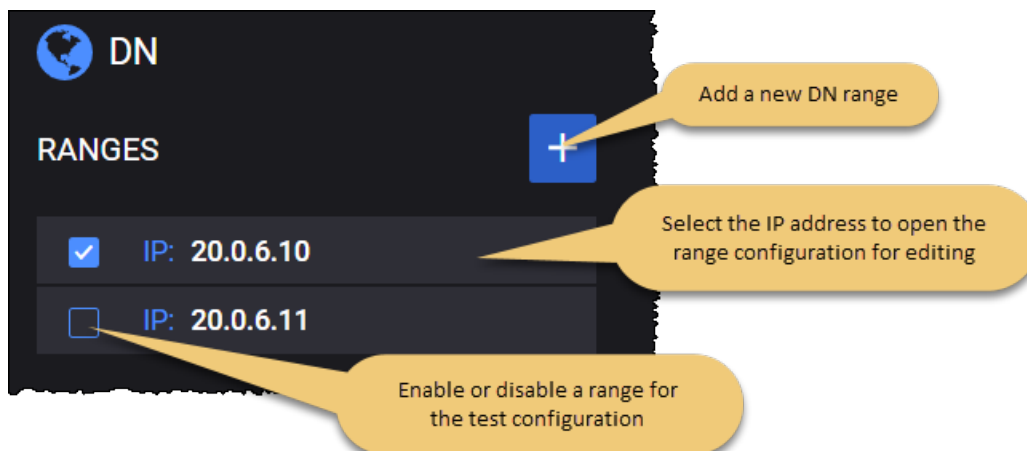 DN
Add a new DN range
RANGES
Select the IP address to open the
range configuration for editing
IP: 20.0.6.10
IP: 20.0.6.11
Enable or disable a range for
the test configuration